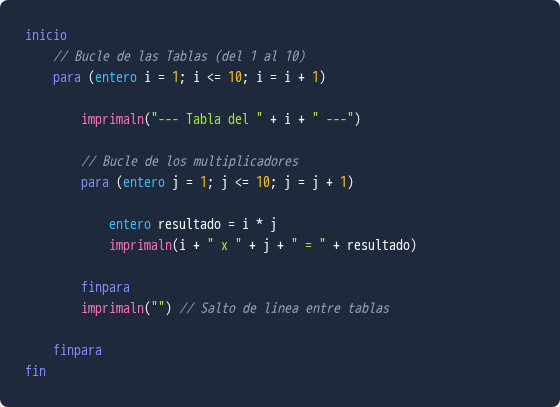 inicio
    // Bucle de las Tablas (del 1 al 10)
    para (entero i = 1; i <= 10; i = i + 1)

        imprimaln("--- Tabla del " + i + " ---")

        // Bucle de los multiplicadores
        para (entero j = 1; j <= 10; j = j + 1)

            entero resultado = i * j
            imprimaln(i + " x " + j + " = " + resultado)

        finpara
        imprimaln("") // Salto de linea entre tablas

    finpara
fin